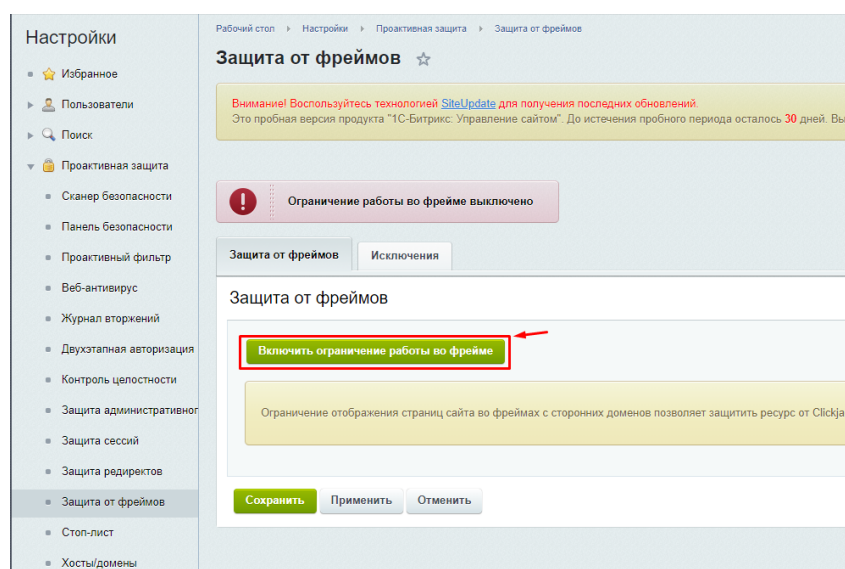 Настройки
Избранное
Пользователи
Поиск
Проактивная защита
Сканер безопасности
Панель безопасности
Проактивный фильтр
Веб-антивирус
Журнал вторжений
Двухэтапная авторизация
Контроль целостности
Защита административног
Защита сессий
Защита редиректов
Защита от фреймов
Стоп-лист
Хосты/домены
Рабочий стол Настройки Проактивная защита Защита от фреймов
Защита от фреймов
Внимание! Воспользуйтесь технологией SiteUpdate для получения последних обновлений.
Это пробная версия продукта "1С-Битрикс: Управление сайтом". До истечения пробного периода осталось 30 дней. Вы
Ограничение работы во фрейме выключено
Защита от фреймов Исключения
Защита от фреймов
Включить ограничение работы во фрейме
Ограничение отображения страниц сайта во фреймах с сторонних доменов позволяет защитить ресурс от Clickja
Сохранить Применить Отменить